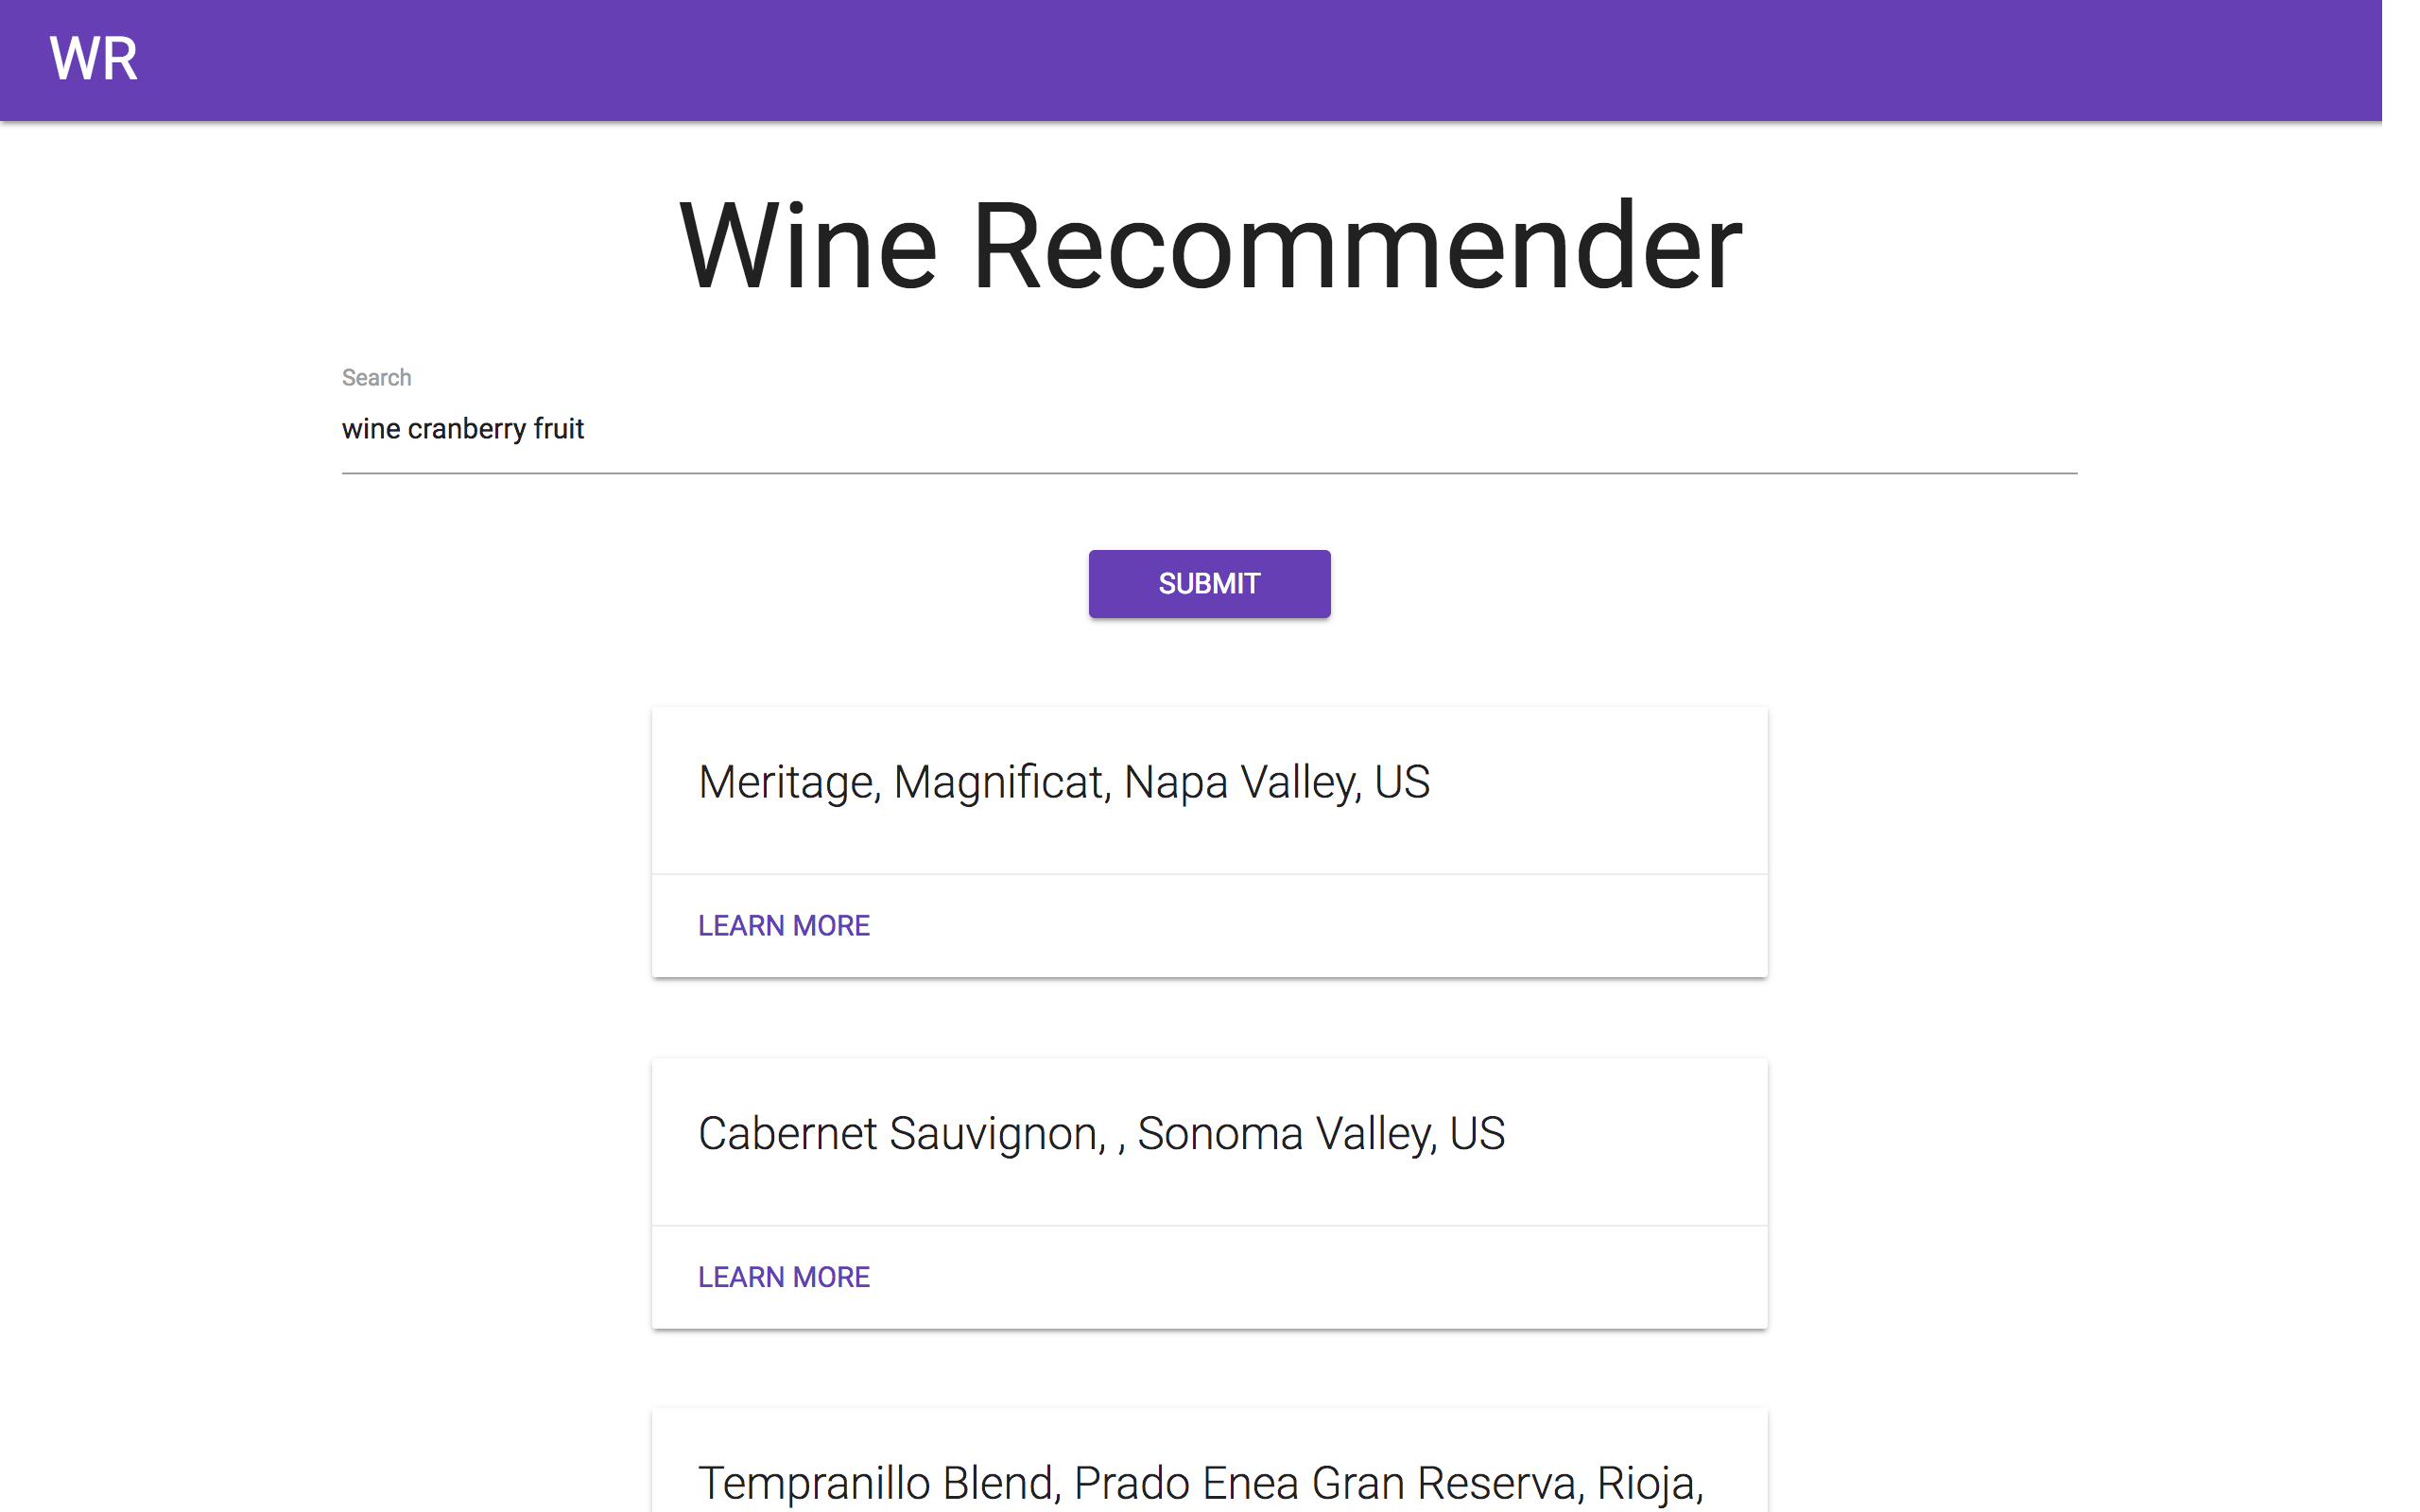 WR
Wine Recommender
Search
wine cranberry fruit
SUBMIT
Meritage, Magnificat, Napa Valley, US
LEARN MORE
Cabernet Sauvignon, , Sonoma Valley, US
LEARN MORE
Tempranillo Blend, Prado Enea Gran Reserva, Rioja,